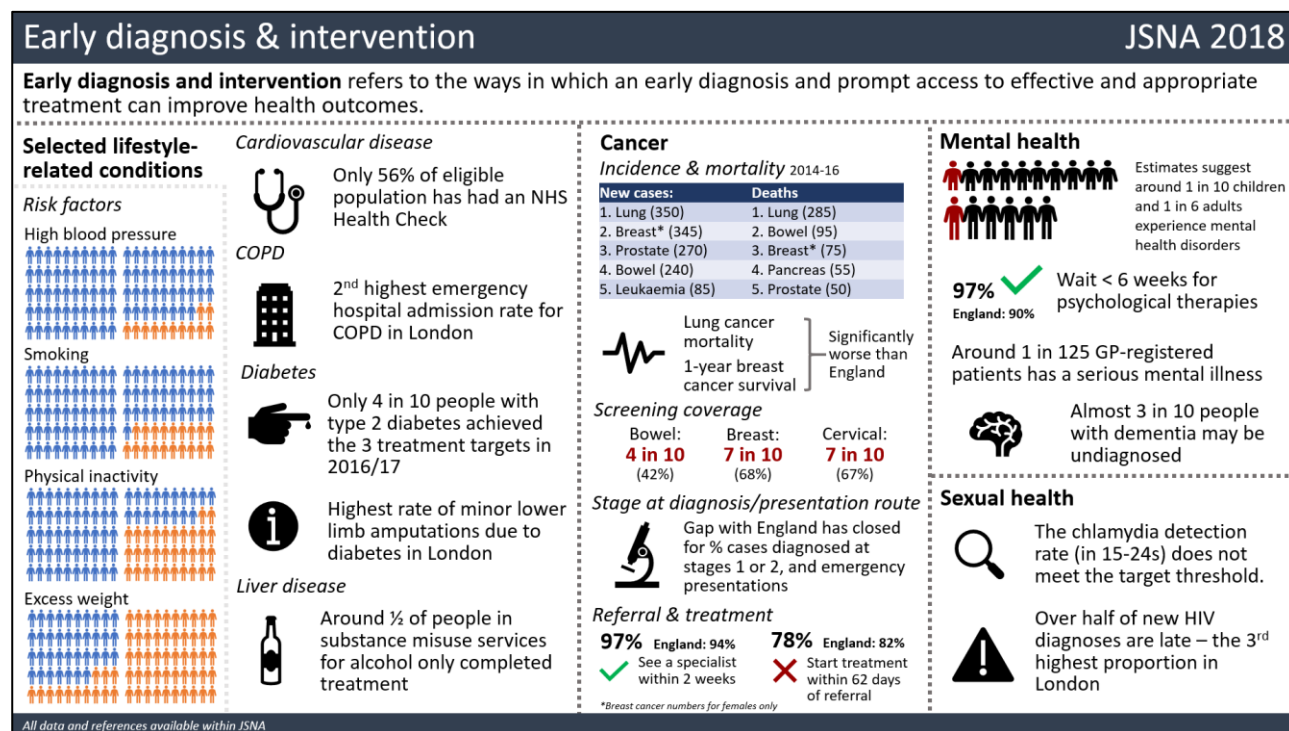 Early diagnosis & intervention
JSNA 2018
Early diagnosis and intervention refers to the ways in which an early diagnosis and prompt access to effective and appropriate
treatment can improve health outcomes.
Selected lifestyle-
related conditions
Risk factors
High blood pressure
Smoking
Physical inactivity
Excess weight
Cardiovascular disease
Only 56% of eligible
population has had an NHS
Health Check
COPD
2nd highest emergency
hospital admission rate for
COPD in London
Diabetes
Only 4 in 10 people with
type 2 diabetes achieved
the 3 treatment targets in
2016/17
Highest rate of minor lower
limb amputations due to
diabetes in London
Liver disease
Around ½ of people in
substance misuse services
for alcohol only completed
treatment
Cancer
Incidence & mortality 2014-16
New cases: Deaths
1. Lung (350) 1. Lung (285)
2. Breast* (345) 2. Bowel (95)
3. Prostate (270) 3. Breast* (75)
4. Bowel (240) 4. Pancreas (55)
5. Leukaemia (85) 5. Prostate (50)
Lung cancer
mortality
1-year breast
cancer survival
Significantly
worse than
England
Screening coverage
Bowel: Breast: Cervical:
4 in 10 7 in 10 7 in 10
(42%) (68%) (67%)
Stage at diagnosis/presentation route
Gap with England has closed
for % cases diagnosed at
stages 1 or 2, and emergency
presentations
Referral & treatment
97% England: 94%
See a specialist
within 2 weeks
78% England: 82%
Start treatment
within 62 days
of referral
*Breast cancer numbers for females only
Mental health
Estimates suggest
around 1 in 10 children
and 1 in 6 adults
experience mental
health disorders
97%
England: 90%
Wait < 6 weeks for
psychological therapies
Around 1 in 125 GP-registered
patients has a serious mental illness
Almost 3 in 10 people
with dementia may be
undiagnosed
Sexual health
The chlamydia detection
rate (in 15-24s) does not
meet the target threshold.
Over half of new HIV
diagnoses are late – the 3rd
highest proportion in
London
All data and references available within JSNA